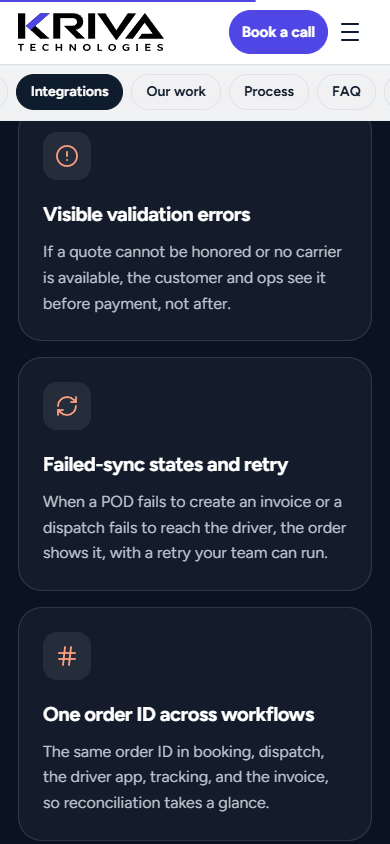 KRIVA
TECHNOLOGIES
Book a call
Integrations
Our work
Process
FAQ
Visible validation errors
If a quote cannot be honored or no carrier
is available, the customer and ops see it
before payment, not after.
Failed-sync states and retry
When a POD fails to create an invoice or a
dispatch fails to reach the driver, the order
shows it, with a retry your team can run.
#
One order ID across workflows
The same order ID in booking, dispatch,
the driver app, tracking, and the invoice,
so reconciliation takes a glance.